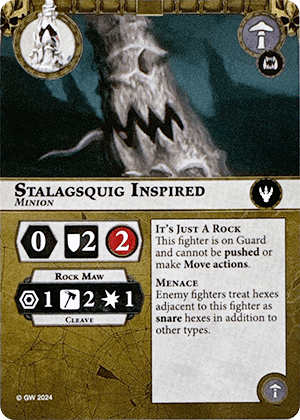 Stalagsquig Inspired
Minion
0 2 2
It's Just A Rock
This fighter is on Guard
and cannot be pushed or
make Move actions.
Menace
Enemy fighters treat hexes
adjacent to this fighter as
snare hexes in addition to
other types.
Rock Maw
1 2 1
Cleave
© GW 2024